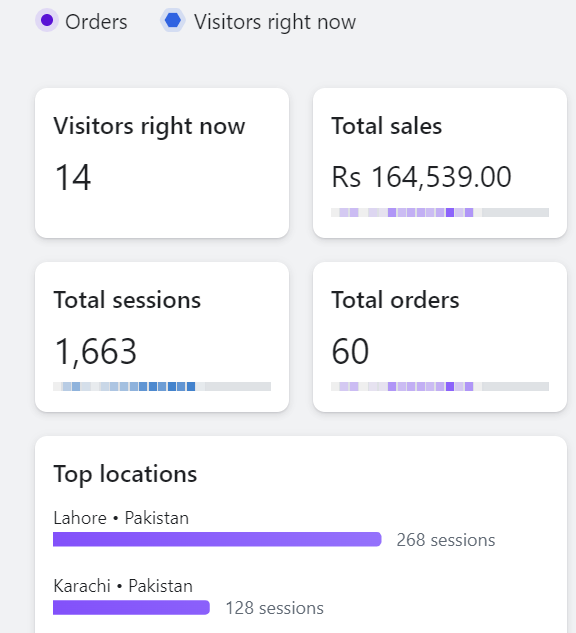 Orders Visitors right now
Visitors right now
14
Total sales
Rs 164,539.00
Total sessions
1,663
Total orders
60
Top locations
Lahore • Pakistan
268 sessions
Karachi • Pakistan
128 sessions